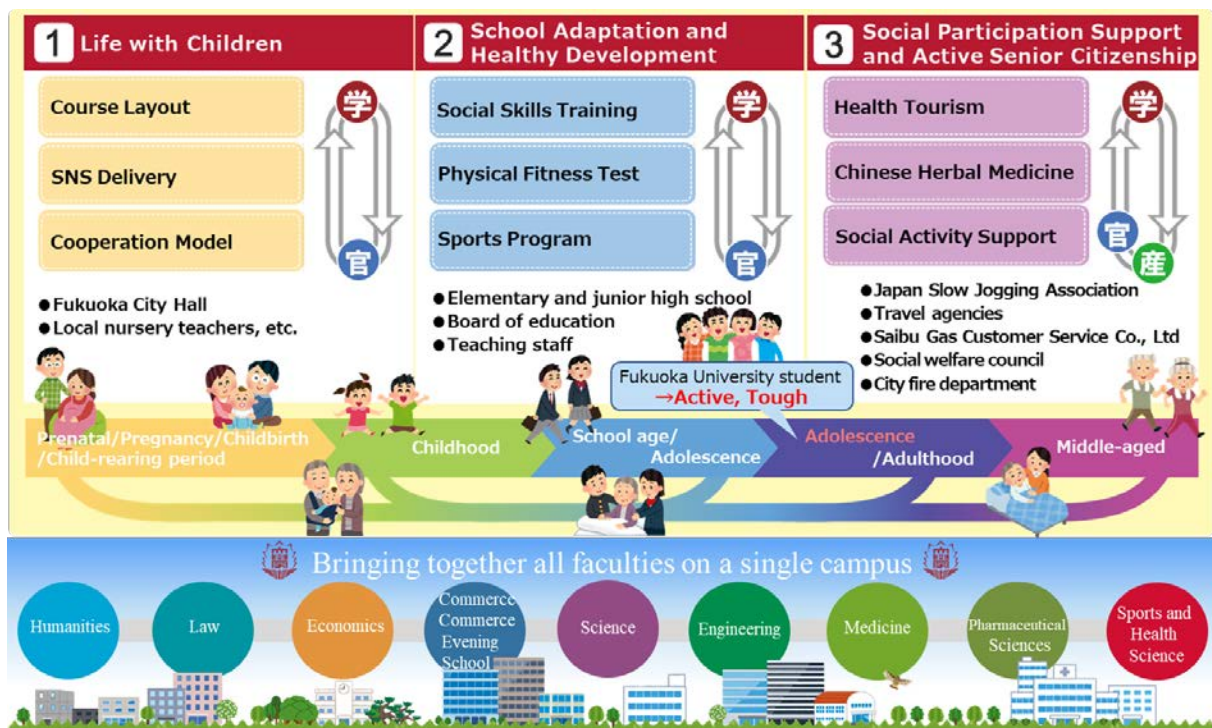 1 Life with Children
Course Layout
SNS Delivery
Cooperation Model
学
官
●Fukuoka City Hall
●Local nursery teachers, etc.
2 School Adaptation and
Healthy Development
Social Skills Training
Physical Fitness Test
Sports Program
学
官
●Elementary and junior high school
●Board of education
●Teaching staff
3 Social Participation Support
and Active Senior Citizenship
Health Tourism
Chinese Herbal Medicine
Social Activity Support
学
官
産
●Japan Slow Jogging Association
●Travel agencies
●Saibu Gas Customer Service Co., Ltd
●Social welfare council
●City fire department
Fukuoka University student
→Active, Tough
Prenatal/Pregnancy/Childbirth
/Child-rearing period
Childhood
School age/
Adolescence
Adolescence
/Adulthood
Middle-aged
Bringing together all faculties on a single campus
Humanities
Law
Economics
Commerce
Commerce
Evening
School
Science
Engineering
Medicine
Pharmaceutical
Sciences
Sports and
Health
Science